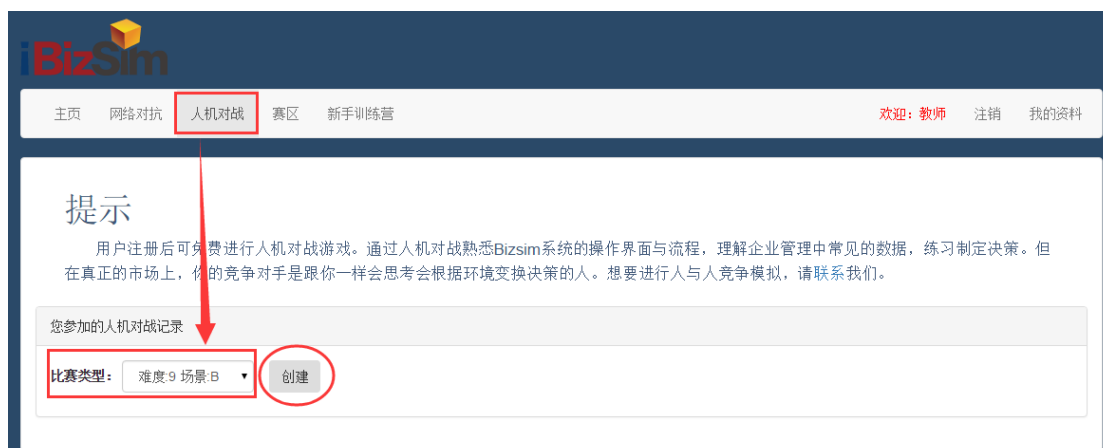 iBizSim
主页 网络对抗 人机对战 赛区 新手训练营 欢迎：教师 注销 我的资料
提示
用户注册后可免费进行人机对战游戏。通过人机对战熟悉Bizsim系统的操作界面与流程，理解企业管理中常见的数据，练习制定决策。但
在真正的市场上，你的竞争对手是跟你一样会思考会根据环境变换决策的人。想要进行人与人竞争模拟，请联系我们。
您参加的人机对战记录
比赛类型： 难度:9 场景:B 创建